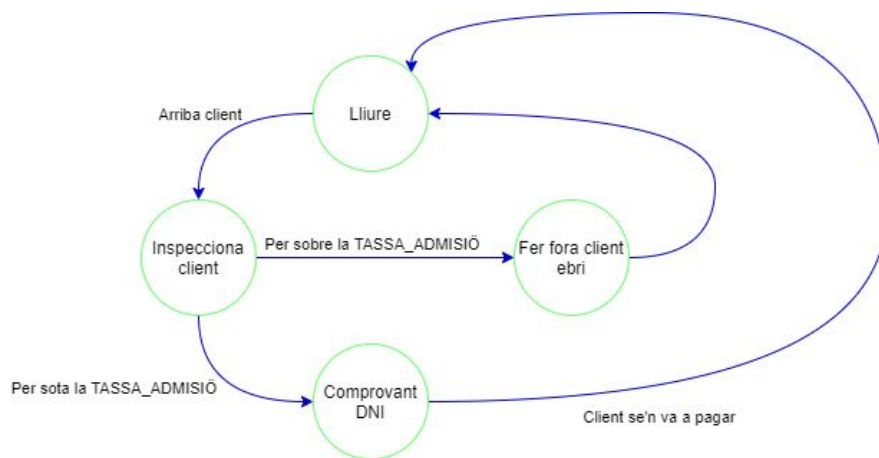 Lliure
Arriba client
Inspecciona
client
Per sobre la TASSA_ADMISIÖ
Fer fora client
ebri
Per sota la TASSA_ADMISIÖ
Comprovant
DNI
Client se'n va a pagar